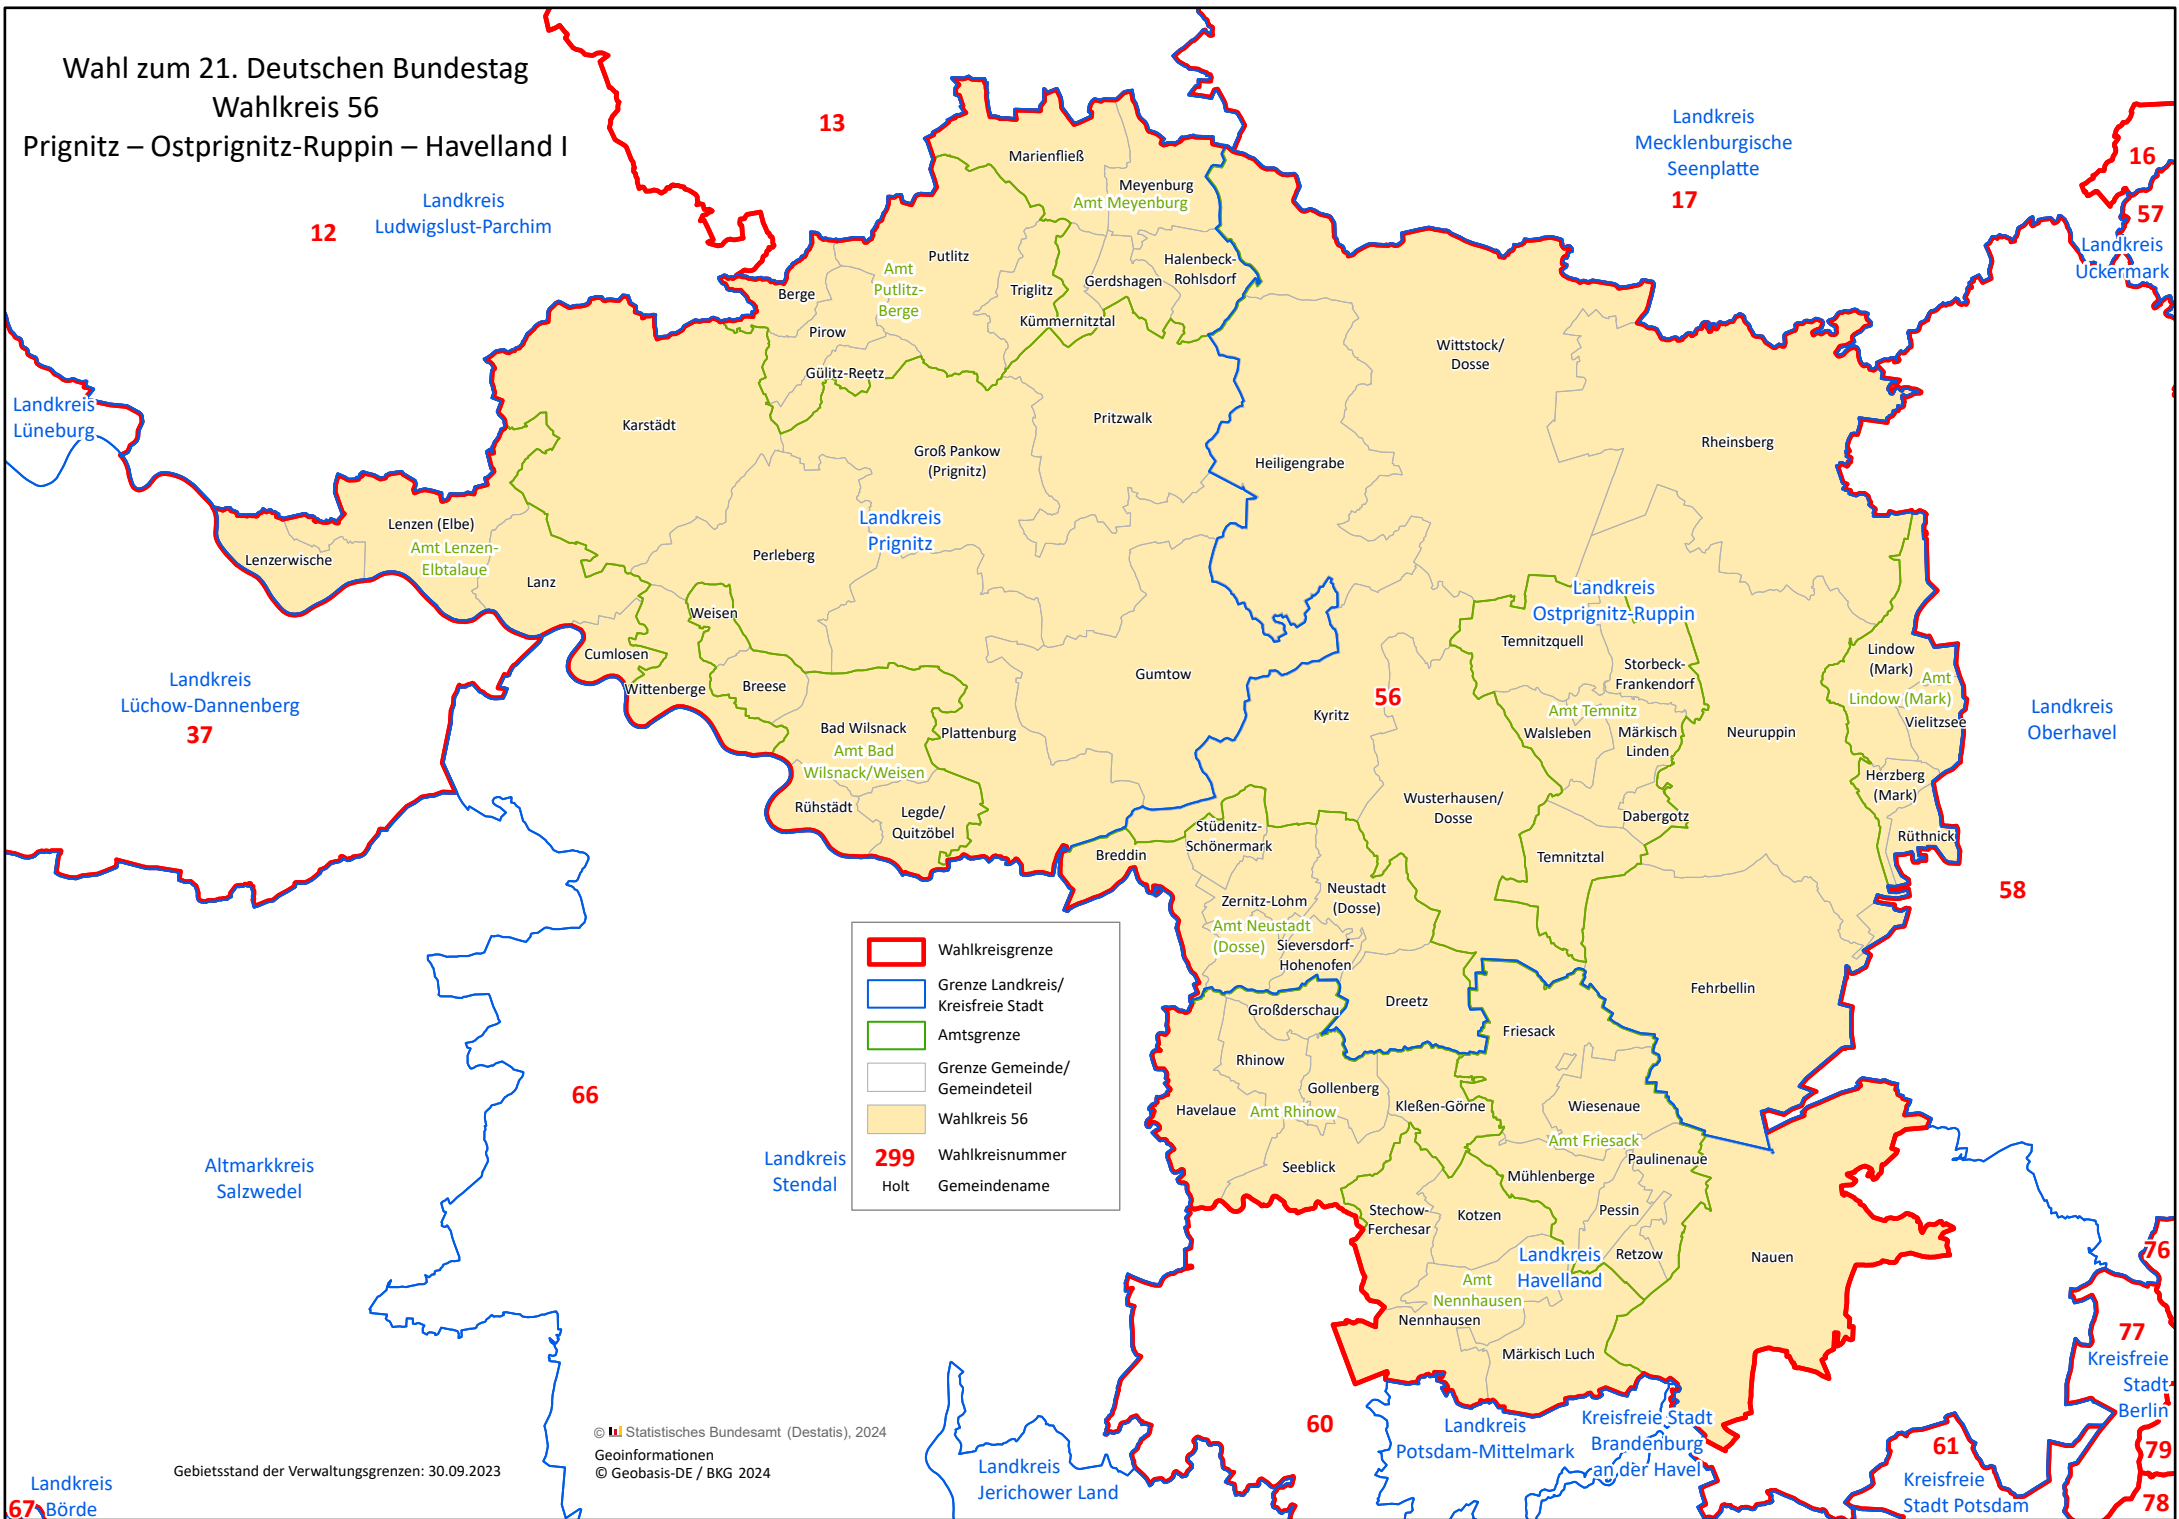 Wahl zum 21. Deutschen Bundestag
Wahlkreis 56
Prignitz – Ostprignitz-Ruppin – Havelland I
13
Landkreis
Mecklenburgische
Seenplatte
17
16
57
Landkreis
Uckermark
12
Landkreis
Ludwigslust-Parchim
Marienfließ
Meyenburg
Amt Meyenburg
Putlitz
Amt
Putlitz-
Berge
Berge
Pirow
Gülitz-Reetz
Triglitz
Kümmernitztal
Gerdshagen
Halenbeck-
Rohlsdorf
Wittstock/
Dosse
Landkreis
Lüneburg
Karstädt
Groß Pankow
(Prignitz)
Pritzwalk
Heiligengrabe
Rheinsberg
Lenzen (Elbe)
Amt Lenzen-
Elbtalaue
Lenzerwische
Lanz
Landkreis
Prignitz
Perleberg
Weisen
Cumlosen
Wittenberge
Breese
Bad Wilsnack
Amt Bad
Wilsnack/Weisen
Rühstädt
Legde/
Quitzöbel
Plattenburg
Gumtow
Landkreis
Lüchow-Dannenberg
37
Landkreis
Ostprignitz-Ruppin
Temnitzquell
Storbeck-
Frankendorf
Amt Temnitz
Walsleben
Märkisch
Linden
Dabergotz
Temnitztal
56
Kyritz
Wusterhausen/
Dosse
Neuruppin
Lindow
(Mark)
Amt
Lindow (Mark)
Vielitzsee
Herzberg
(Mark)
Rüthnick
Landkreis
Oberhavel
58
Breddin
Stüdenitz-
Schönermark
Zernitz-Lohm
Neustadt
(Dosse)
Amt Neustadt
(Dosse)
Sieversdorf-
Hohenofen
Dreetz
Fehrbellin
Wahlkreisgrenze
Grenze Landkreis/
Kreisfreie Stadt
Amtsgrenze
Grenze Gemeinde/
Gemeindeteil
Wahlkreis 56
299 Wahlkreisnummer
Holt Gemeindename
Großderschau
Rhinow
Gollenberg
Havelaue
Amt Rhinow
Kleßen-Görne
Seeblick
Friesack
Wiesenaue
Amt Friesack
Paulinenaue
Mühlenberge
Pessin
Retzow
Stechow-
Ferchesar
Kotzen
Landkreis
Havelland
Amt
Nennhausen
Nennhausen
Märkisch Luch
Nauen
66
Altmarkkreis
Salzwedel
Landkreis
Stendal
76
77
Kreisfreie
Stadt
Berlin
79
78
61
Kreisfreie
Stadt Potsdam
60
Landkreis
Potsdam-Mittelmark
Kreisfreie Stadt
Brandenburg
an der Havel
Landkreis
Jerichower Land
© Statistisches Bundesamt (Destatis), 2024
Geoinformationen
© Geobasis-DE / BKG 2024
Gebietsstand der Verwaltungsgrenzen: 30.09.2023
Landkreis
Börde
67